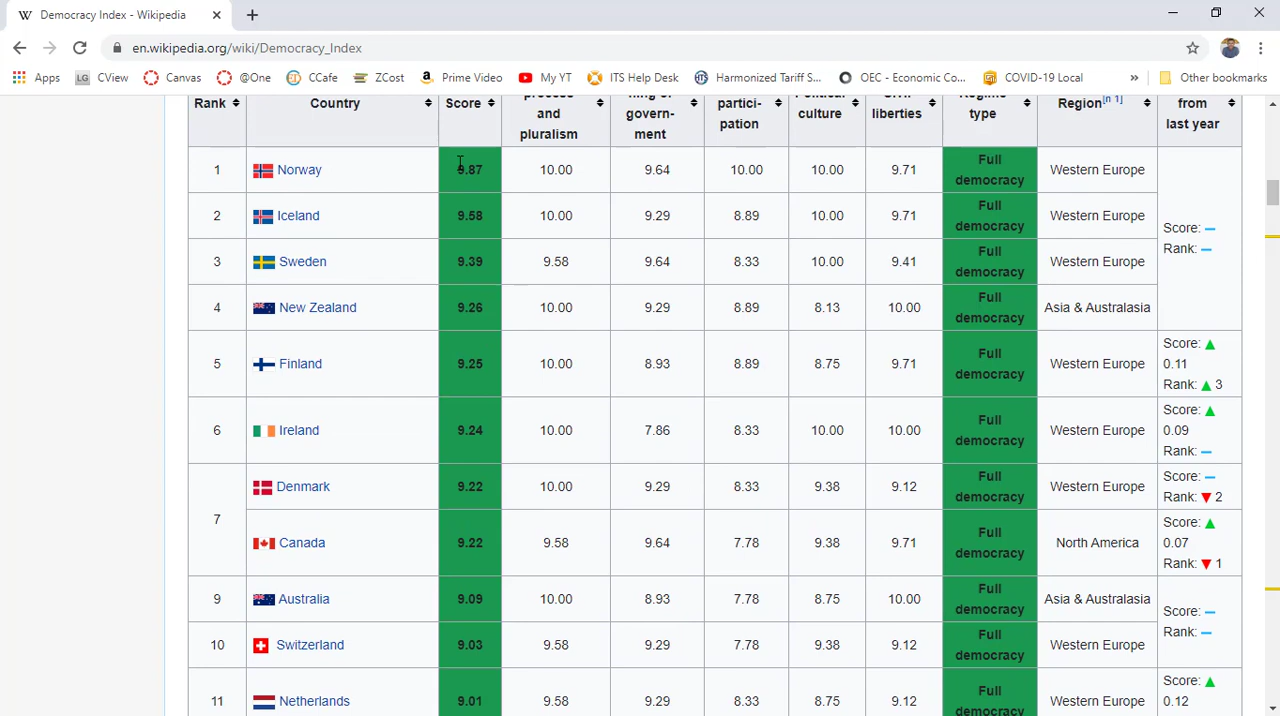 Democracy Index - Wikipedia
en.wikipedia.org/wiki/Democracy_Index
Apps CView Canvas @One CCafe ZCost Prime Video My YT ITS Help Desk Harmonized Tariff S... OEC - Economic Co... COVID-19 Local » Other bookmarks
Rank Country Score process and pluralism govern-ment partici-pation culture liberties type Region[n 1] from last year
1 Norway 9.87 10.00 9.64 10.00 10.00 9.71 Full democracy Western Europe
2 Iceland 9.58 10.00 9.29 8.89 10.00 9.71 Full democracy Western Europe Score: – Rank: –
3 Sweden 9.39 9.58 9.64 8.33 10.00 9.41 Full democracy Western Europe
4 New Zealand 9.26 10.00 9.29 8.89 8.13 10.00 Full democracy Asia & Australasia
5 Finland 9.25 10.00 8.93 8.89 8.75 9.71 Full democracy Western Europe Score: ▲ 0.11 Rank: ▲ 3
6 Ireland 9.24 10.00 7.86 8.33 10.00 10.00 Full democracy Western Europe Score: ▲ 0.09 Rank: –
7 Denmark 9.22 10.00 9.29 8.33 9.38 9.12 Full democracy Western Europe Score: – Rank: ▼ 2
Canada 9.22 9.58 9.64 7.78 9.38 9.71 Full democracy North America Score: ▲ 0.07 Rank: ▼ 1
9 Australia 9.09 10.00 8.93 7.78 8.75 10.00 Full democracy Asia & Australasia Score: – Rank: –
10 Switzerland 9.03 9.58 9.29 7.78 9.38 9.12 Full democracy Western Europe
11 Netherlands 9.01 9.58 9.29 8.33 8.75 9.12 Full Western Europe Score: ▲ 0.12